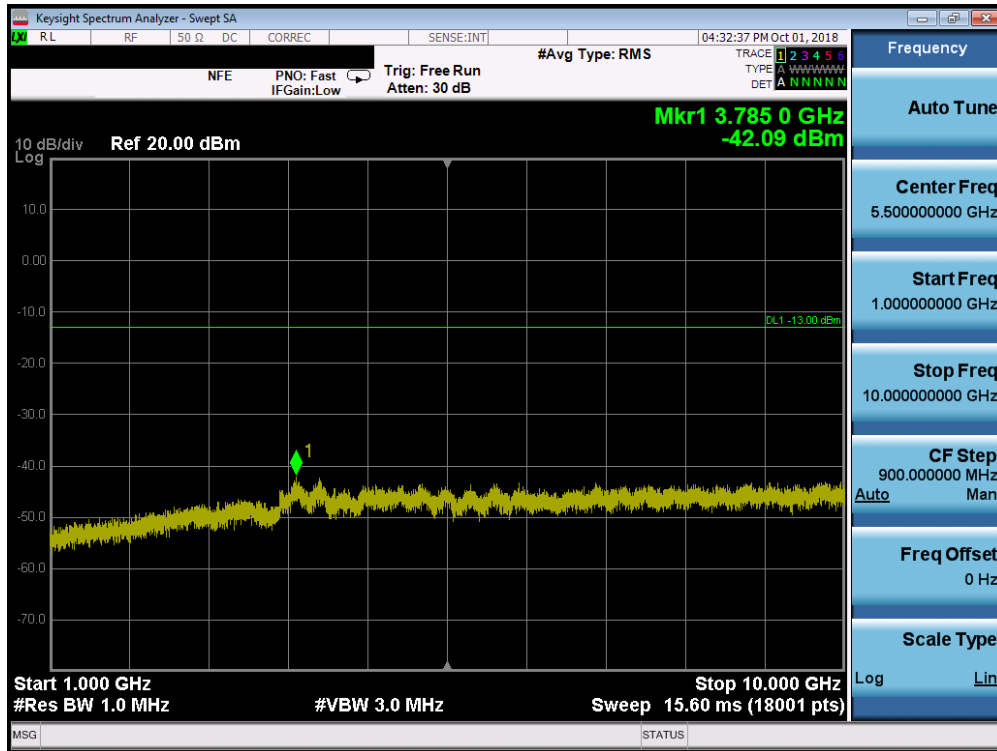 Keysight Spectrum Analyzer - Swept SA
LXI RL RF 50 Ω DC CORREC SENSE:INT 04:32:37 PM Oct 01, 2018
NFE PNO: Fast IFGain:Low
Trig: Free Run
Atten: 30 dB
#Avg Type: RMS
TRACE 1 2 3 4 5 6
TYPE A WWWWWW
DET A N N N N N
Mkr1 3.785 0 GHz
-42.09 dBm
10 dB/div
Log
Ref 20.00 dBm
10.0
0.00
-10.0
DL1 -13.00 dBm
-20.0
-30.0
-40.0
1
-50.0
-60.0
-70.0
Start 1.000 GHz
Stop 10.000 GHz
#Res BW 1.0 MHz
#VBW 3.0 MHz
Sweep 15.60 ms (18001 pts)
MSG
STATUS
Frequency
Auto Tune
Center Freq
5.500000000 GHz
Start Freq
1.000000000 GHz
Stop Freq
10.000000000 GHz
CF Step
900.000000 MHz
Auto Man
Freq Offset
0 Hz
Scale Type
Log Lin